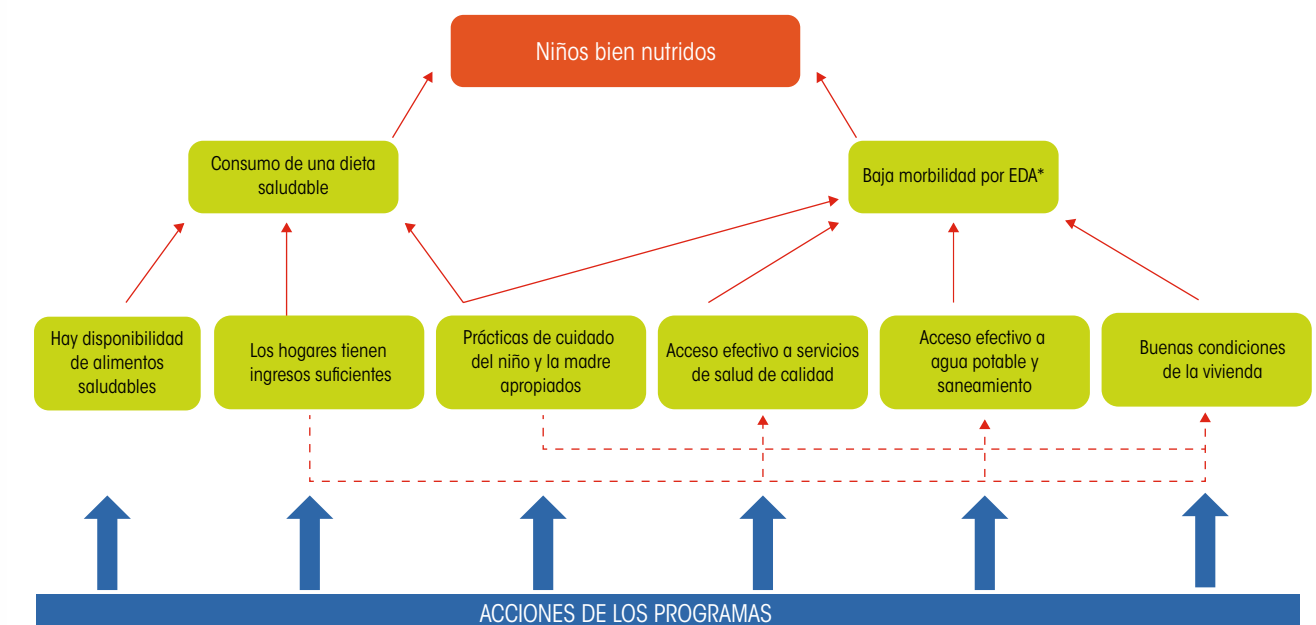 Niños bien nutridos
Consumo de una dieta
saludable
Baja morbilidad por EDA*
Hay disponibilidad
de alimentos
saludables
Los hogares tienen
ingresos suficientes
Prácticas de cuidado
del niño y la madre
apropiados
Acceso efectivo a servicios
de salud de calidad
Acceso efectivo a
agua potable y
saneamiento
Buenas condiciones
de la vivienda
ACCIONES DE LOS PROGRAMAS